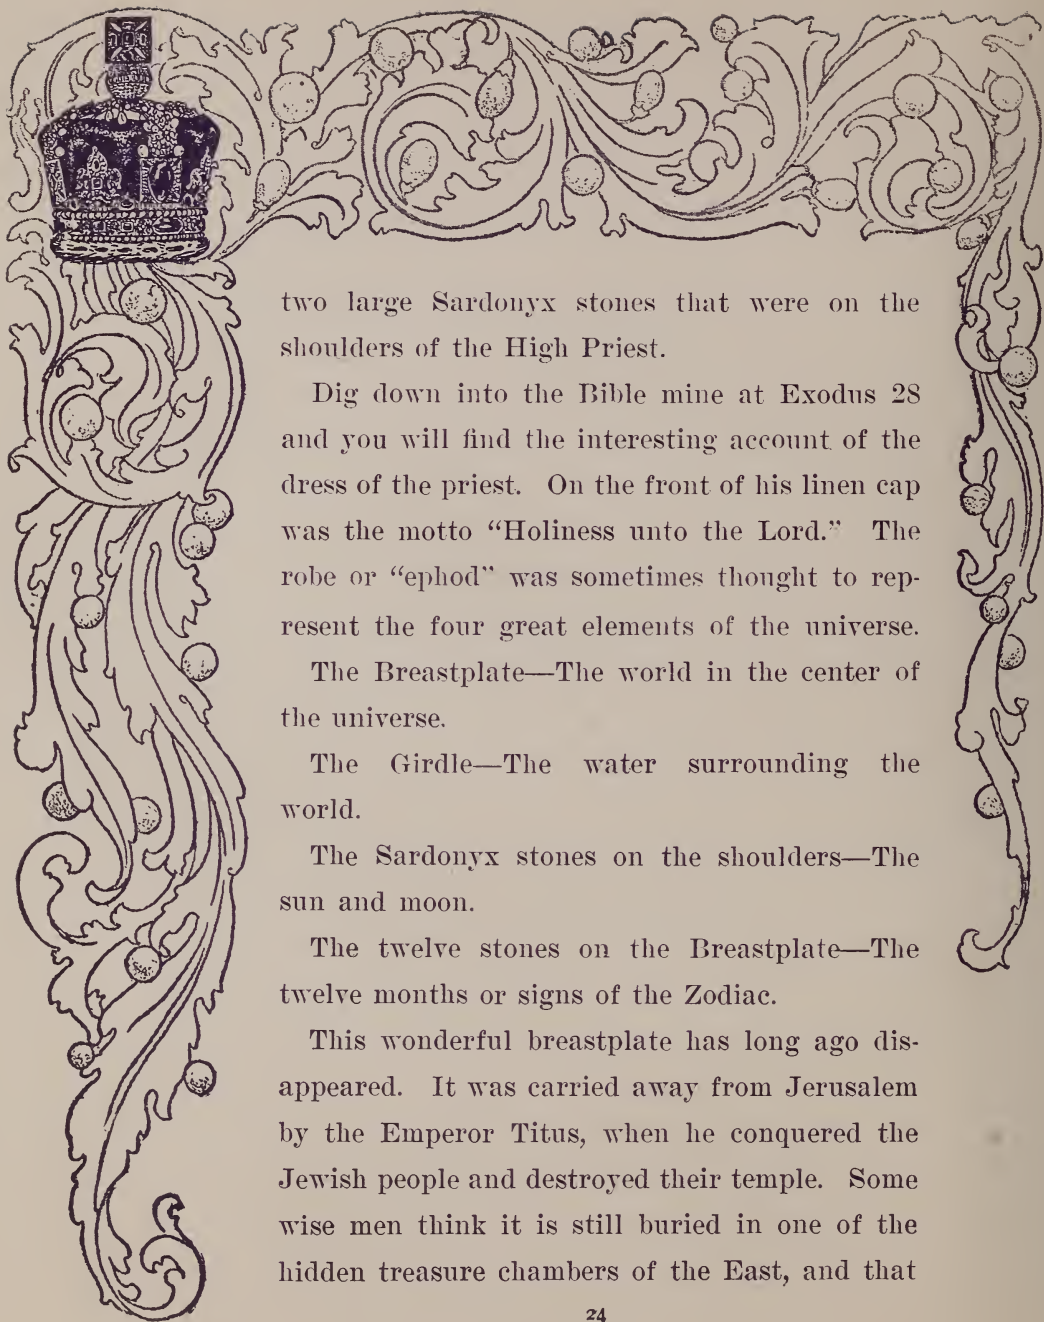 two large Sardonyx stones that were on the
shoulders of the High Priest.
Dig down into the Bible mine at Exodus 28
and you will find the interesting account of the
dress of the priest. On the front of his linen cap
was the motto “Holiness unto the Lord.” The
robe or “ephod” was sometimes thought to rep-
resent the four great elements of the universe.
The Breastplate—The world in the center of
the universe.
The Girdle—The water surrounding the
world.
The Sardonyx stones on the shoulders—The
sun and moon.
The twelve stones on the Breastplate—The
twelve months or signs of the Zodiac.
This wonderful breastplate has long ago dis-
appeared. It was carried away from Jerusalem
by the Emperor Titus, when he conquered the
Jewish people and destroyed their temple. Some
wise men think it is still buried in one of the
hidden treasure chambers of the East, and that
24